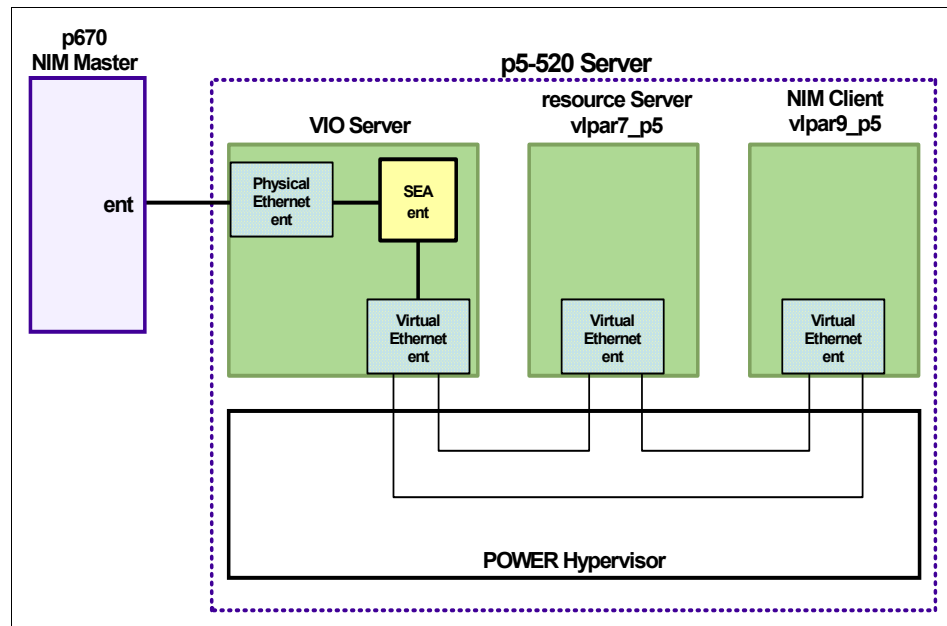 p670
NIM Master
ent
p5-520 Server
VIO Server
Physical
Ethernet
ent
SEA
ent
Virtual
Ethernet
ent
resource Server
vlpar7_p5
Virtual
Ethernet
ent
NIM Client
vlpar9_p5
Virtual
Ethernet
ent
POWER Hypervisor